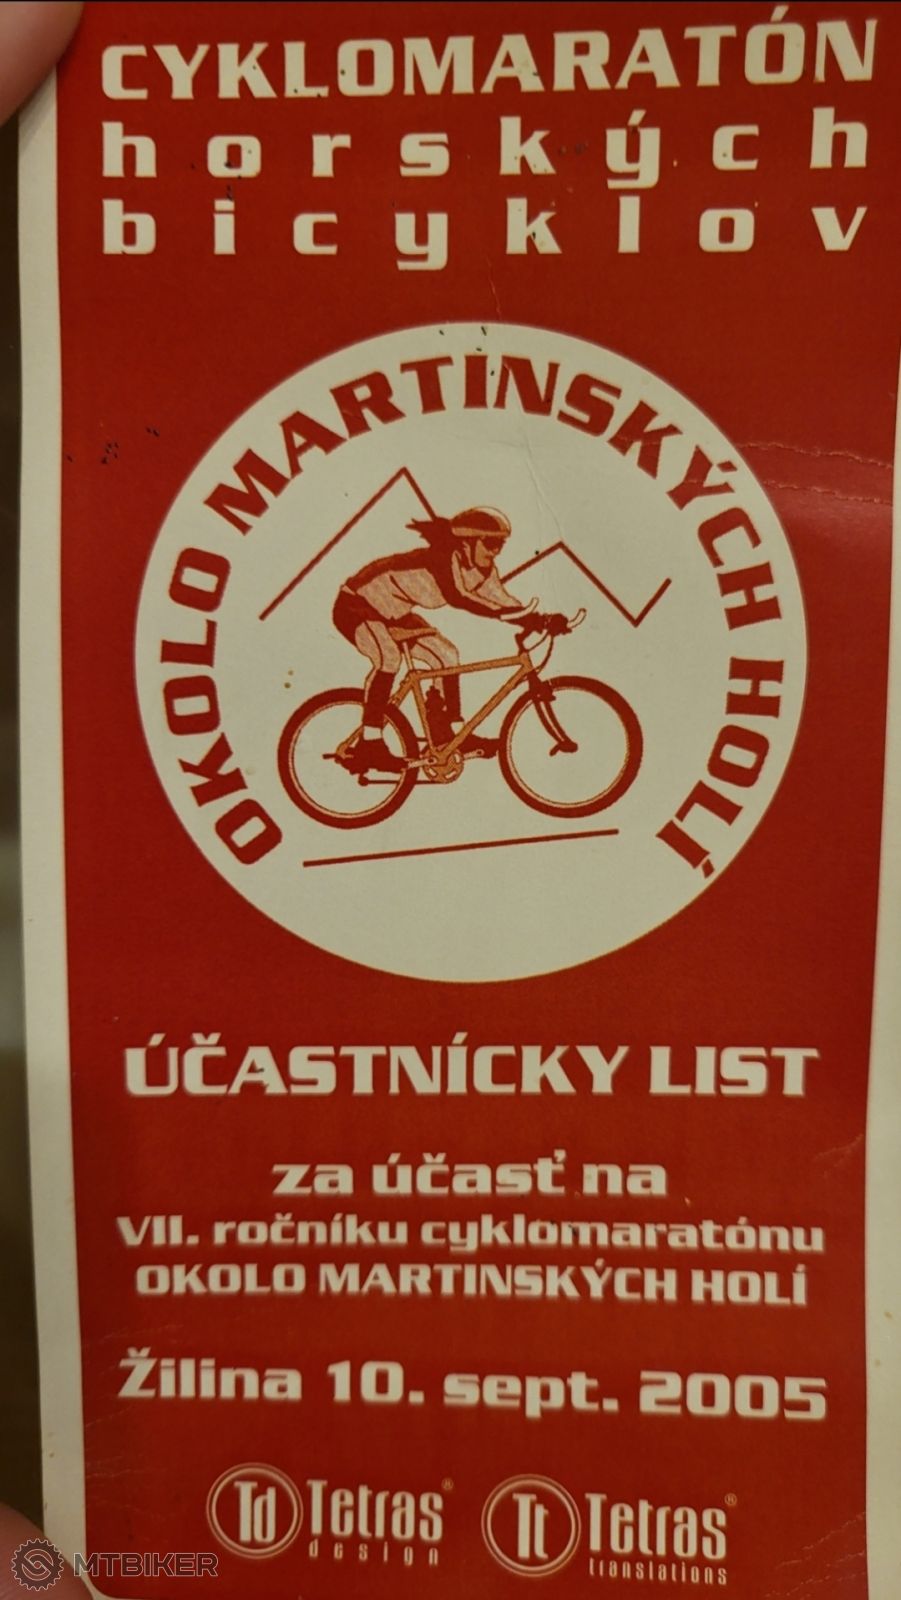 CYKLOMARATÓN
horských
bicyklov
OKOLO MARTINSKÝCH HOLÍ
ÚČASTNÍCKY LIST
za účasť na
VII. ročníku cyklomaratónu
OKOLO MARTINSKÝCH HOLÍ
Žilina 10. sept. 2005
Td Tetras®
design
Tt Tetras®
translations
MTBIKER